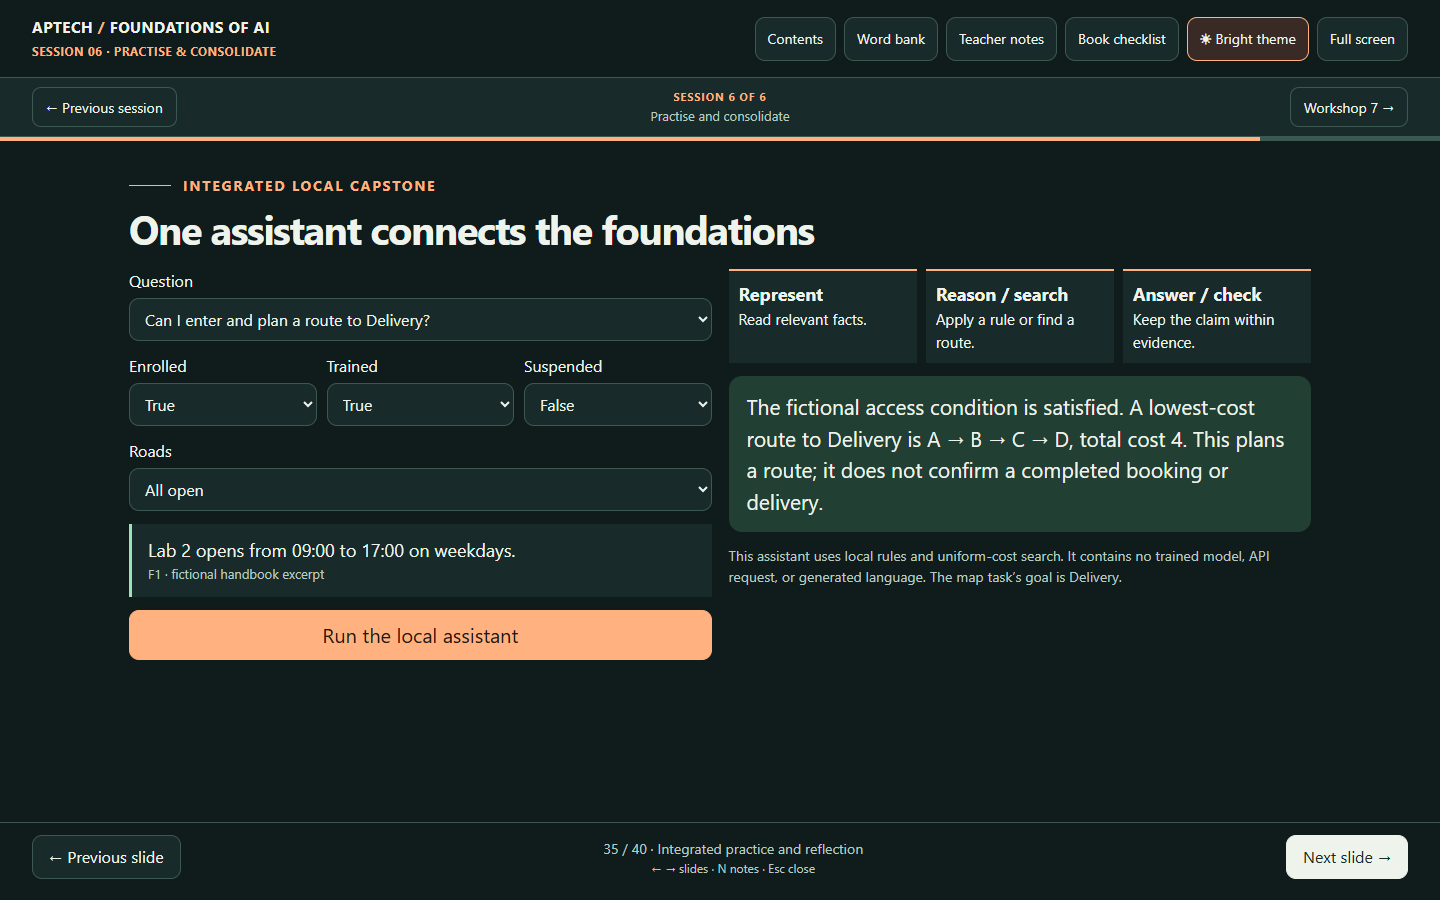 APTECH / FOUNDATIONS OF AI
SESSION 06 · PRACTISE & CONSOLIDATE
Contents
Word bank
Teacher notes
Book checklist
☀ Bright theme
Full screen
← Previous session
SESSION 6 OF 6
Practise and consolidate
Workshop 7 →
INTEGRATED LOCAL CAPSTONE
One assistant connects the foundations
Question
Can I enter and plan a route to Delivery?
Enrolled
Trained
Suspended
True
True
False
Roads
All open
Lab 2 opens from 09:00 to 17:00 on weekdays.
F1 · fictional handbook excerpt
Run the local assistant
Represent
Read relevant facts.
Reason / search
Apply a rule or find a
route.
Answer / check
Keep the claim within
evidence.
The fictional access condition is satisfied. A lowest-cost
route to Delivery is A → B → C → D, total cost 4. This plans
a route; it does not confirm a completed booking or
delivery.
This assistant uses local rules and uniform-cost search. It contains no trained model, API
request, or generated language. The map task’s goal is Delivery.
← Previous slide
35 / 40 · Integrated practice and reflection
← → slides · N notes · Esc close
Next slide →